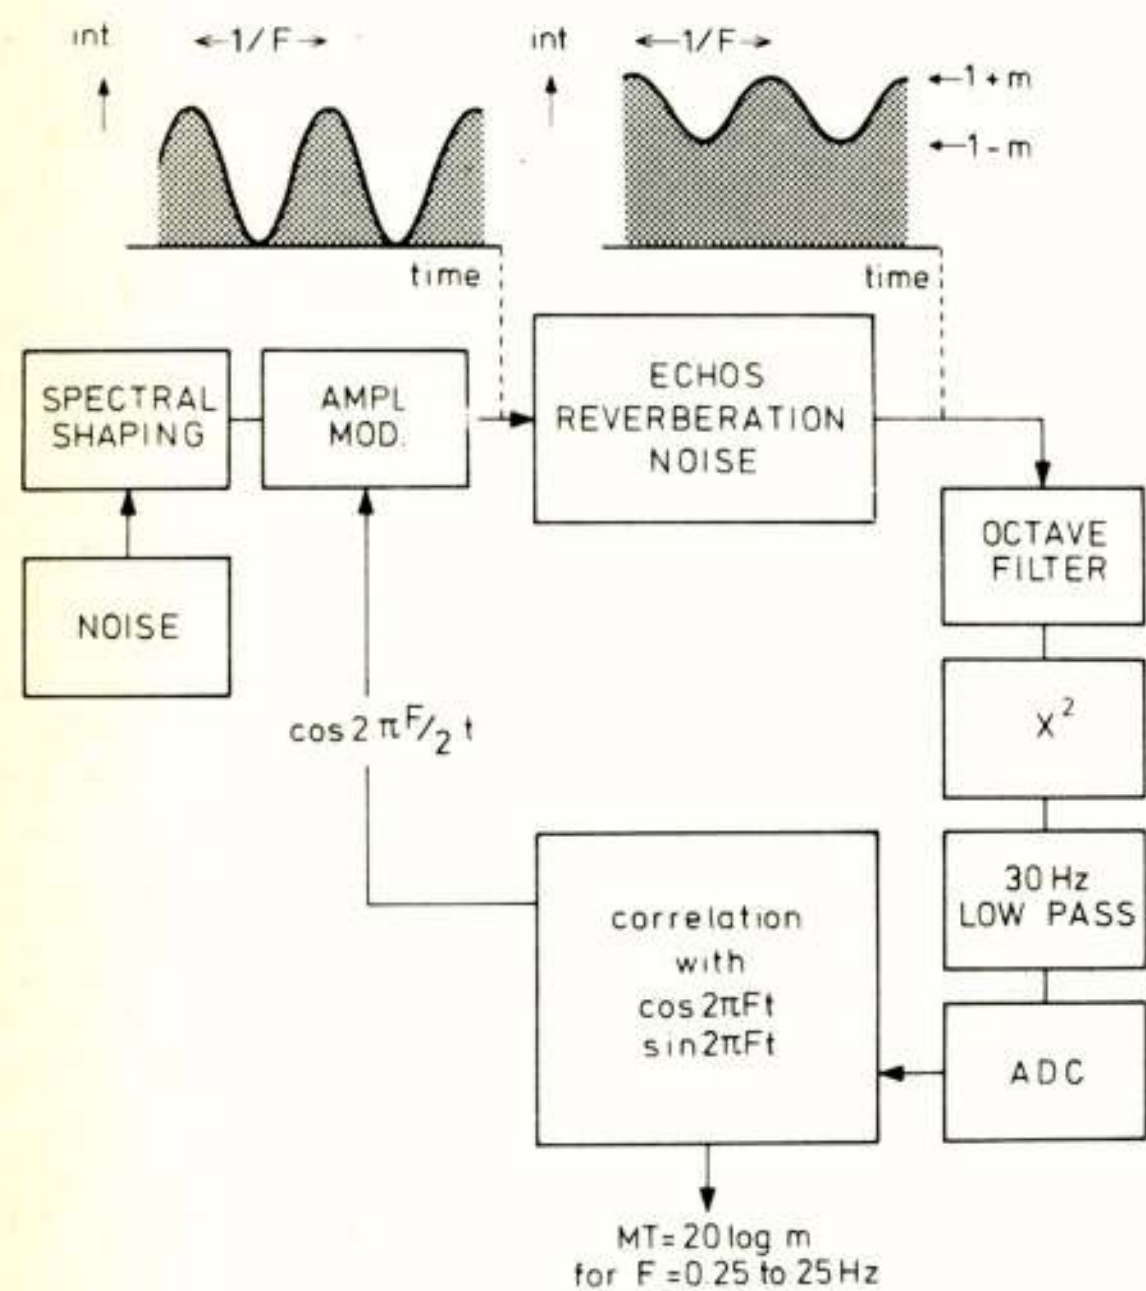 int
←1/F→
int
←1/F→
←1+m
←1-m
time
time
SPECTRAL
SHAPING
AMPL
MOD.
ECHOS
REVERBERATION
NOISE
NOISE
OCTAVE
FILTER
cos 2 π F/2 t
X²
30 Hz
LOW PASS
correlation
with
cos 2πFt
sin 2πFt
ADC
MT= 20 log m
for F =0.25 to 25 Hz